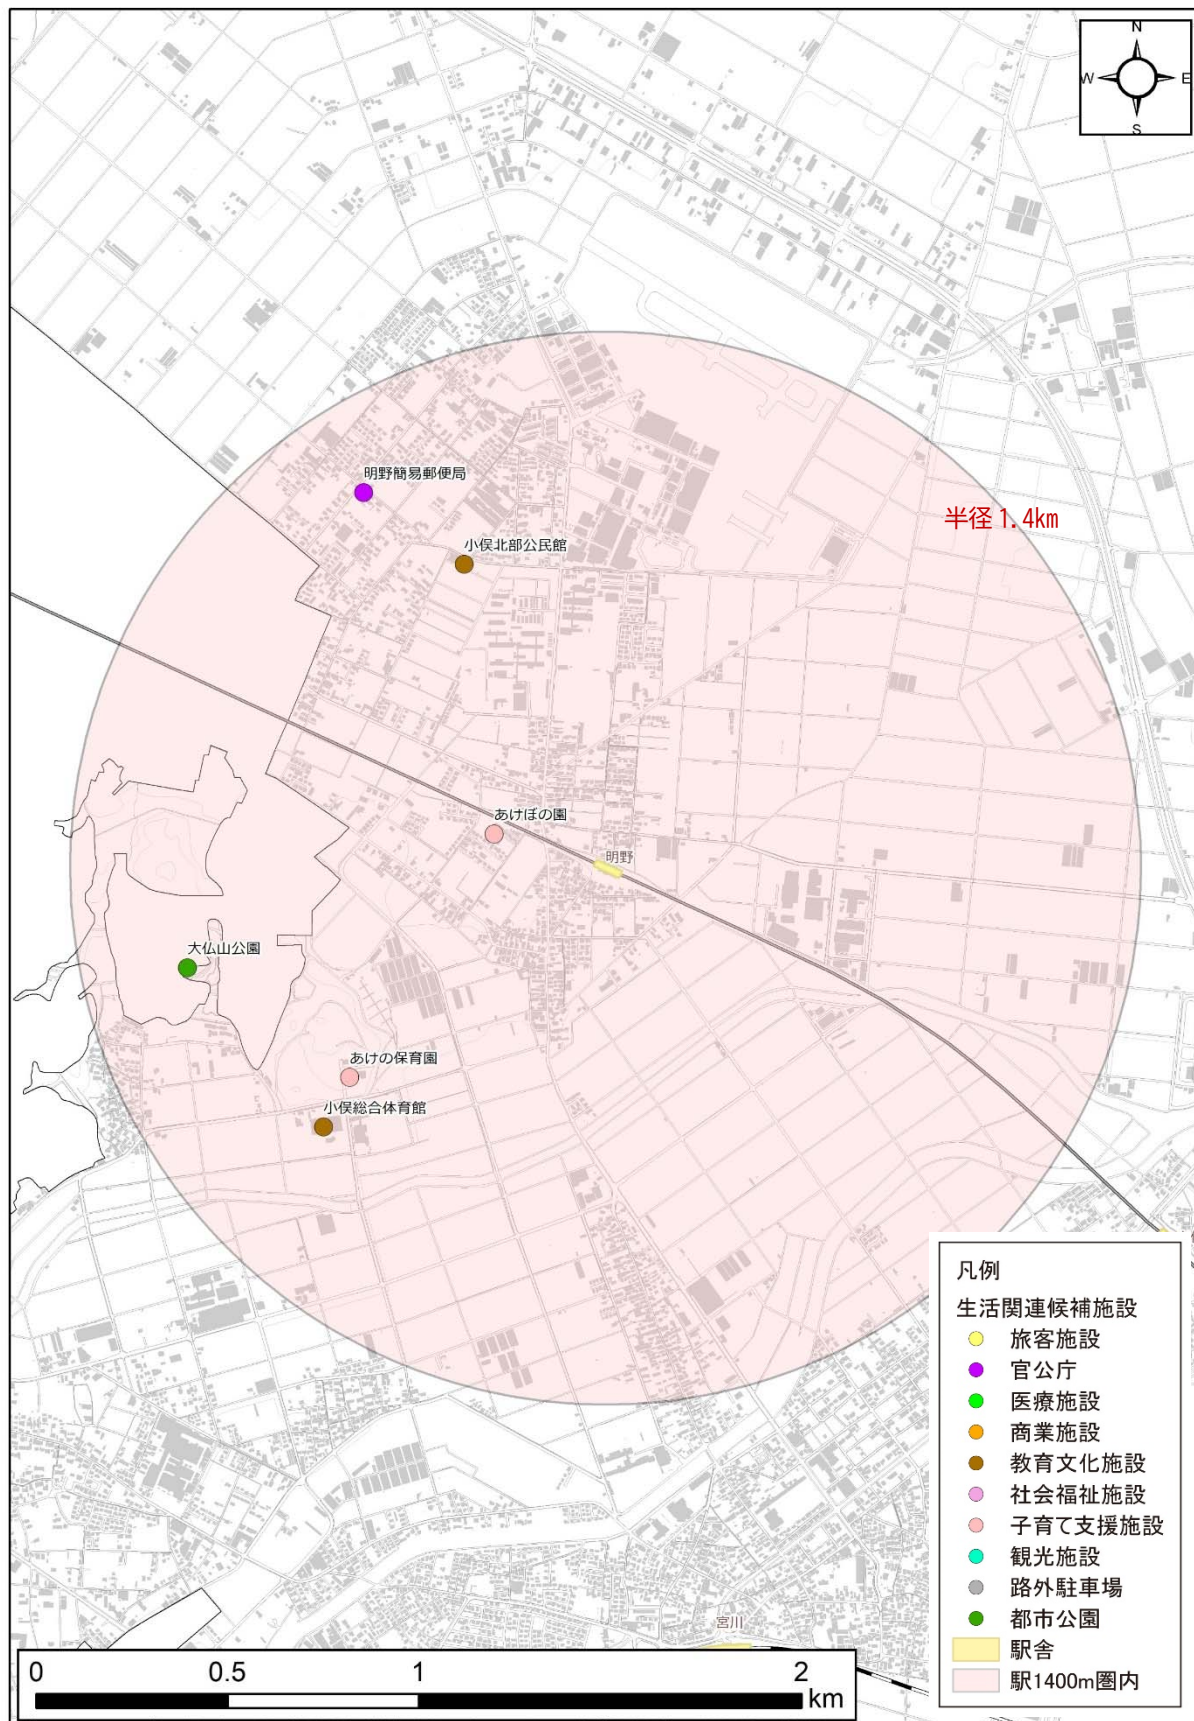 N
W E
S
明野簡易郵便局
半径1.4km
小俣北部公民館
あけぼの園
明野
大仏山公園
あけの保育園
小俣総合体育館
凡例
生活関連候補施設
旅客施設
官公庁
医療施設
商業施設
教育文化施設
社会福祉施設
子育て支援施設
観光施設
路外駐車場
都市公園
駅舎
駅1400m圏内
宮川
0 0.5 1 2
km